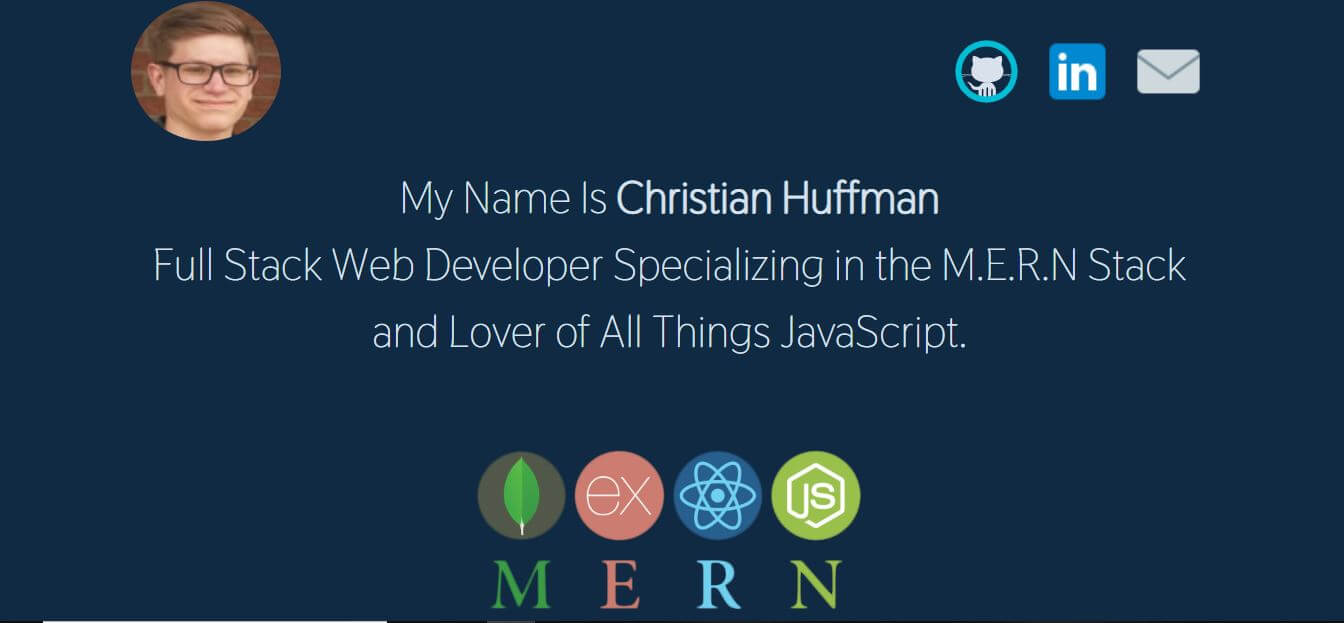 in
My Name Is Christian Huffman
Full Stack Web Developer Specializing in the M.E.R.N Stack
and Lover of All Things JavaScript.
ex JS
M E R N